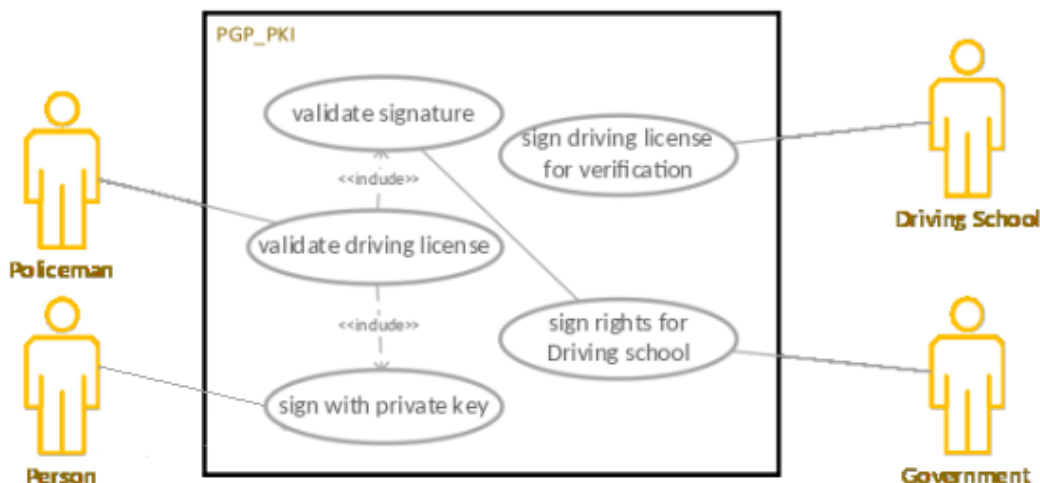 PGP_PKI
validate signature
sign driving license
for verification
<<include>>
validate driving license
<<include>>
sign rights for
Driving school
sign with private key
Policeman
Person
Driving School
Government